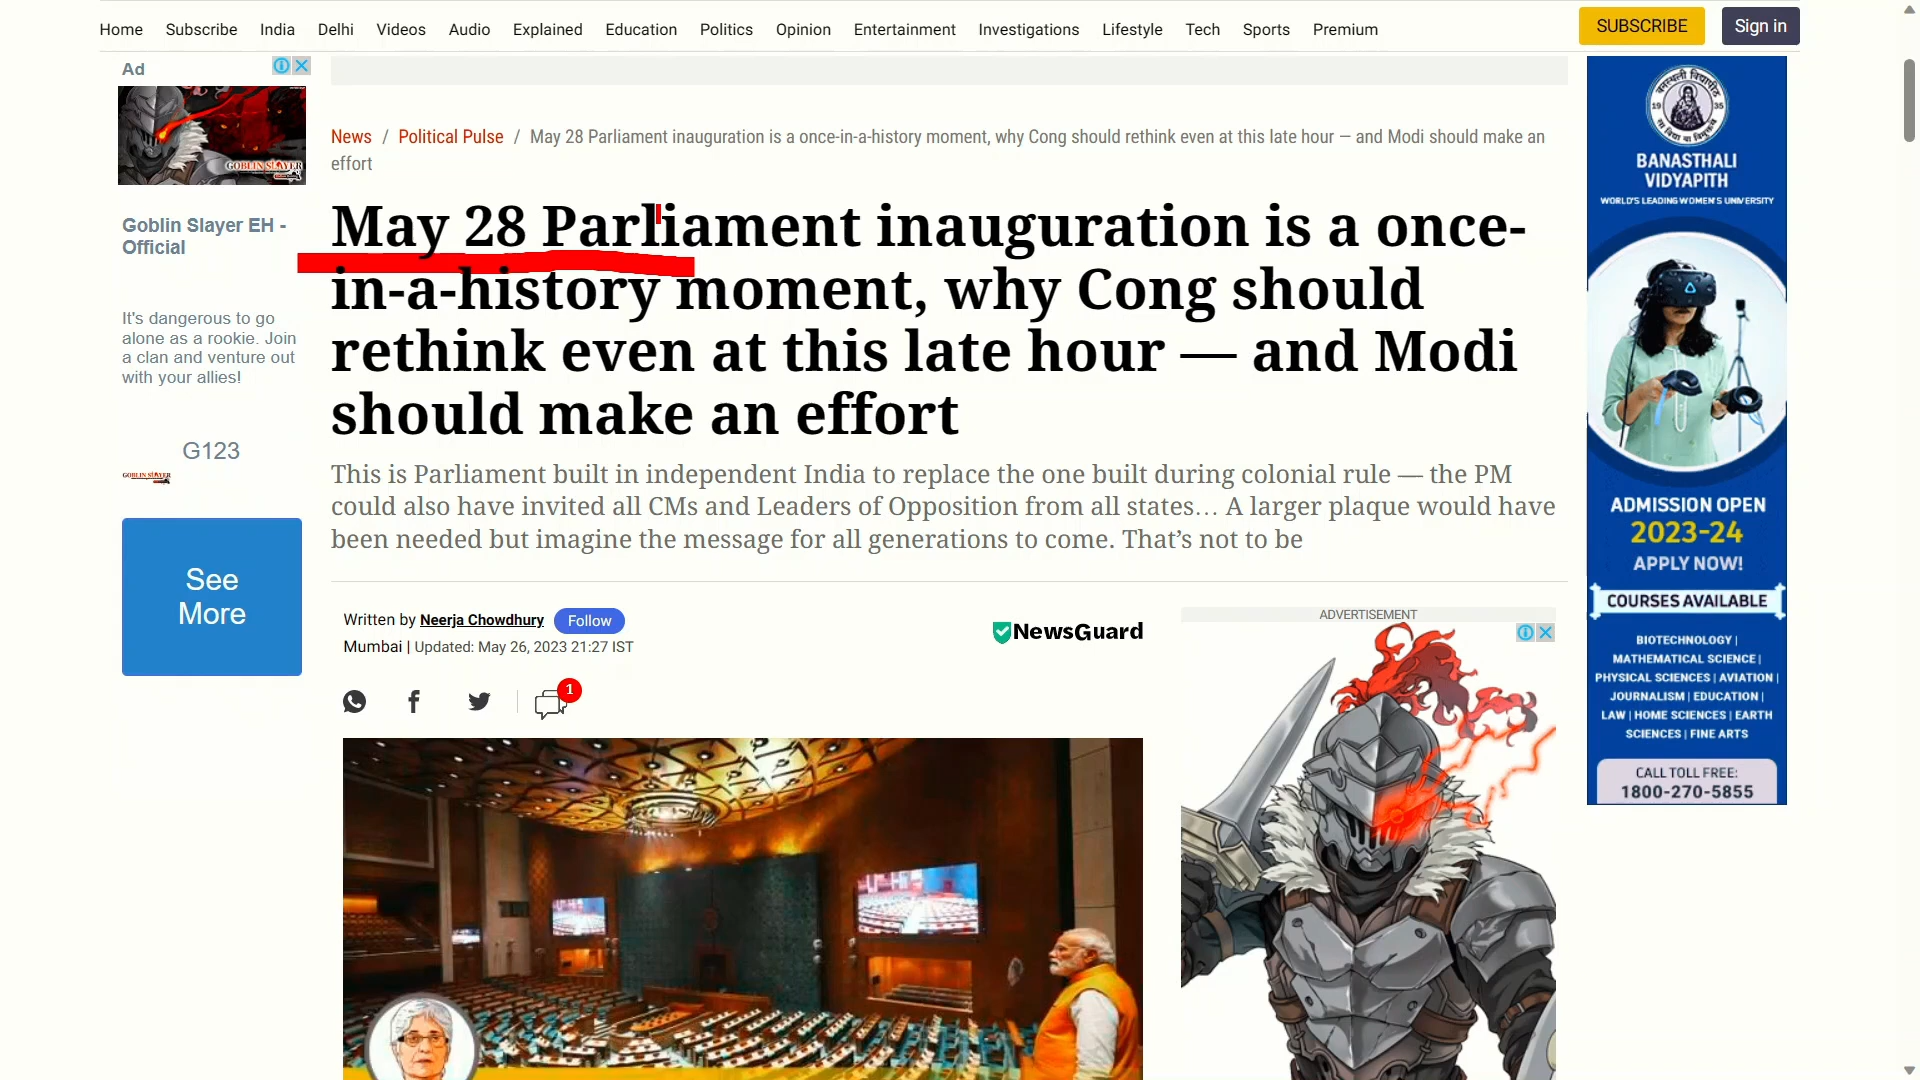 Home Subscribe India Delhi Videos Audio Explained Education Politics Opinion Entertainment Investigations Lifestyle Tech Sports Premium SUBSCRIBE Sign in
Ad
GOBLIN SLAYER
Goblin Slayer EH -
Official
It's dangerous to go
alone as a rookie. Join
a clan and venture out
with your allies!
G123
GOBLIN SLAYER
See
More
News / Political Pulse / May 28 Parliament inauguration is a once-in-a-history moment, why Cong should rethink even at this late hour — and Modi should make an
effort
May 28 Parliament inauguration is a once-
in-a-history moment, why Cong should
rethink even at this late hour — and Modi
should make an effort
This is Parliament built in independent India to replace the one built during colonial rule — the PM
could also have invited all CMs and Leaders of Opposition from all states… A larger plaque would have
been needed but imagine the message for all generations to come. That’s not to be
Written by Neerja Chowdhury Follow
Mumbai | Updated: May 26, 2023 21:27 IST
NewsGuard
1
ADVERTISEMENT
19 35
BANASTHALI
VIDYAPITH
WORLD'S LEADING WOMEN'S UNIVERSITY
ADMISSION OPEN
2023-24
APPLY NOW!
COURSES AVAILABLE
BIOTECHNOLOGY |
MATHEMATICAL SCIENCE |
PHYSICAL SCIENCES | AVIATION |
JOURNALISM | EDUCATION |
LAW | HOME SCIENCES | EARTH
SCIENCES | FINE ARTS
CALL TOLL FREE:
1800-270-5855